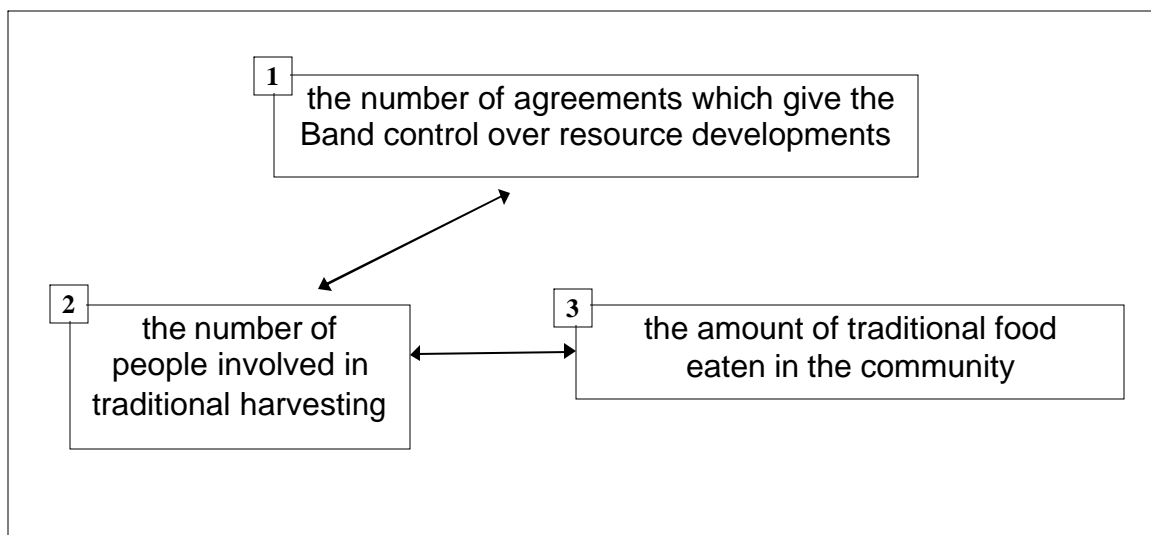 1
the number of agreements which give the
Band control over resource developments
2
the number of
people involved in
traditional harvesting
3
the amount of traditional food
eaten in the community